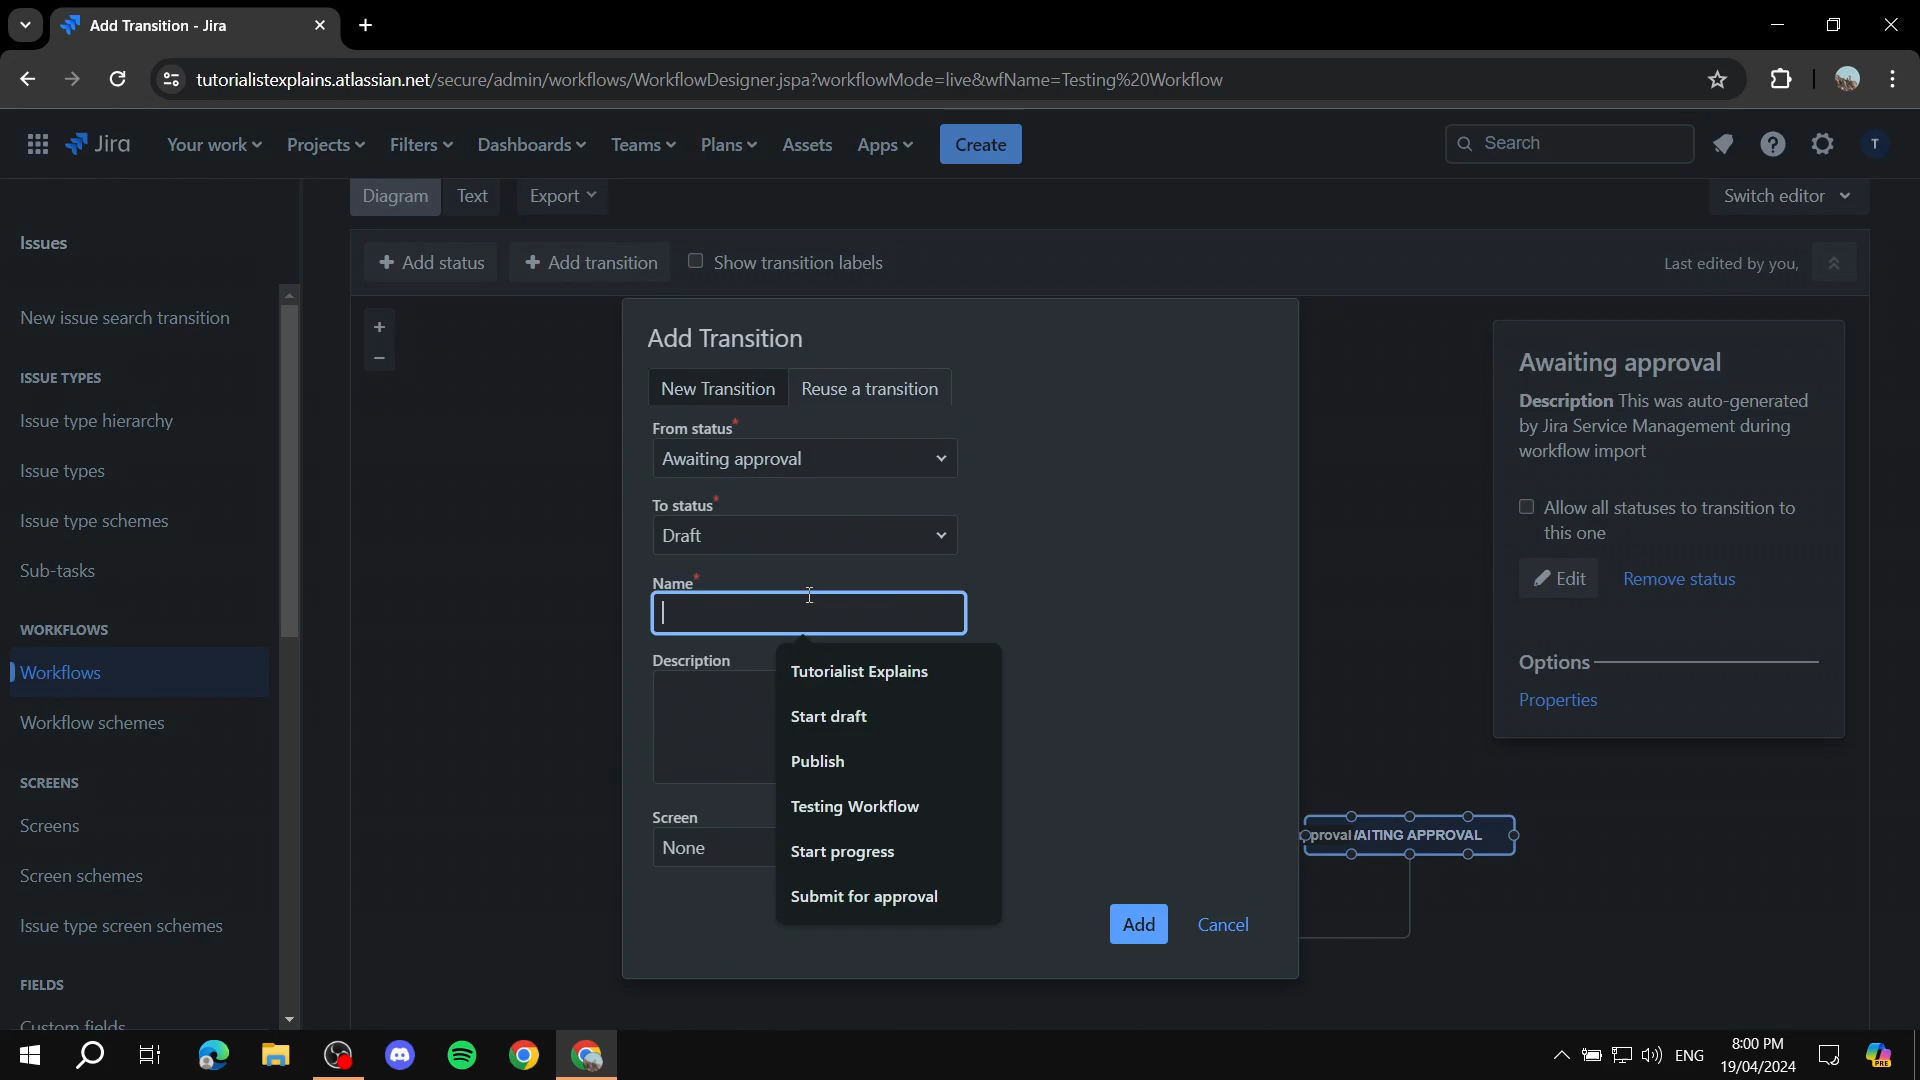 Add Transition - Jira
tutorialistexplains.atlassian.net/secure/admin/workflows/WorkflowDesigner.jspa?workflowMode=live&wfName=Testing%20Workflow
Jira
Your work
Projects
Filters
Dashboards
Teams
Plans
Assets
Apps
Create
Search
T
Diagram
Text
Export
Switch editor
Issues
New issue search transition
ISSUE TYPES
Issue type hierarchy
Issue types
Issue type schemes
Sub-tasks
WORKFLOWS
Workflows
Workflow schemes
SCREENS
Screens
Screen schemes
Issue type screen schemes
FIELDS
Custom fields
+ Add status
+ Add transition
Show transition labels
Last edited by you,
+
−
Add Transition
New Transition
Reuse a transition
From status*
Awaiting approval
To status*
Draft
Name*
Description
Screen
None
Tutorialist Explains
Start draft
Publish
Testing Workflow
Start progress
Submit for approval
Add
Cancel
Awaiting approval
Description This was auto-generated
by Jira Service Management during
workflow import
Allow all statuses to transition to
this one
Edit
Remove status
Options
Properties
proval AITING APPROVAL
ENG
8:00 PM
19/04/2024
PRE